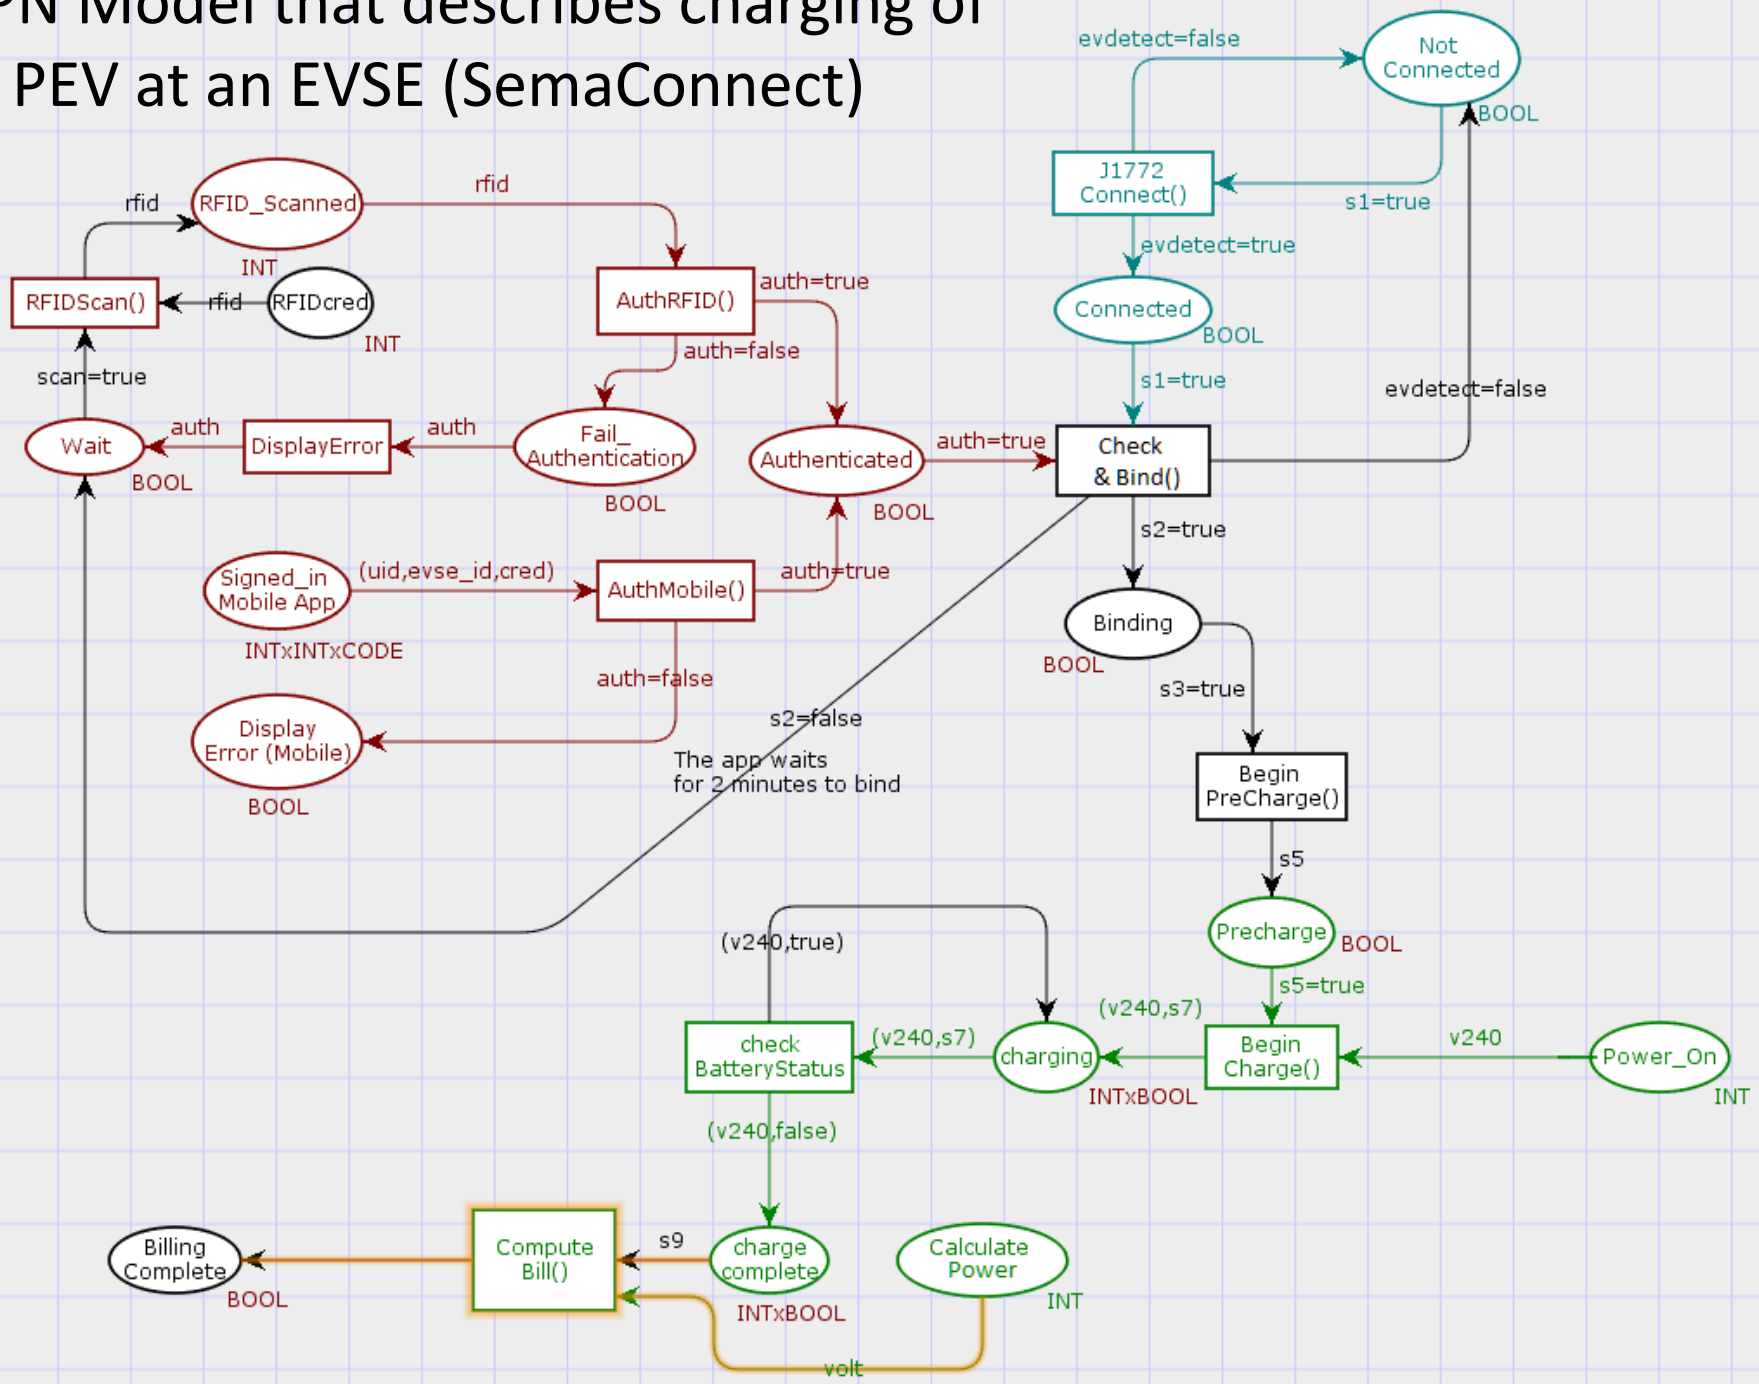 PN Model that describes charging of
PEV at an EVSE (SemaConnect)
evdetect=false
Not
Connected
BOOL
J1772
Connect()
s1=true
evdetect=true
Connected
BOOL
s1=true
evdetect=false
rfid
RFID_Scanned
INT
rfid
RFIDScan()
rfid
RFIDcred
INT
scan=true
AuthRFID()
auth=true
auth=false
Wait
BOOL
auth
DisplayError
auth
Fail_
Authentication
BOOL
Authenticated
BOOL
auth=true
Check
& Bind()
s2=true
Signed_in
Mobile App
INTxINTxCODE
(uid,evse_id,cred)
AuthMobile()
auth=true
auth=false
Display
Error (Mobile)
BOOL
s2=false
The app waits
for 2 minutes to bind
Binding
BOOL
s3=true
Begin
PreCharge()
s5
Precharge
BOOL
s5=true
(v240,true)
check
BatteryStatus
(v240,s7)
charging
INTxBOOL
(v240,s7)
Begin
Charge()
v240
Power_On
INT
(v240,false)
Billing
Complete
BOOL
Compute
Bill()
s9
charge
complete
INTxBOOL
Calculate
Power
INT
volt